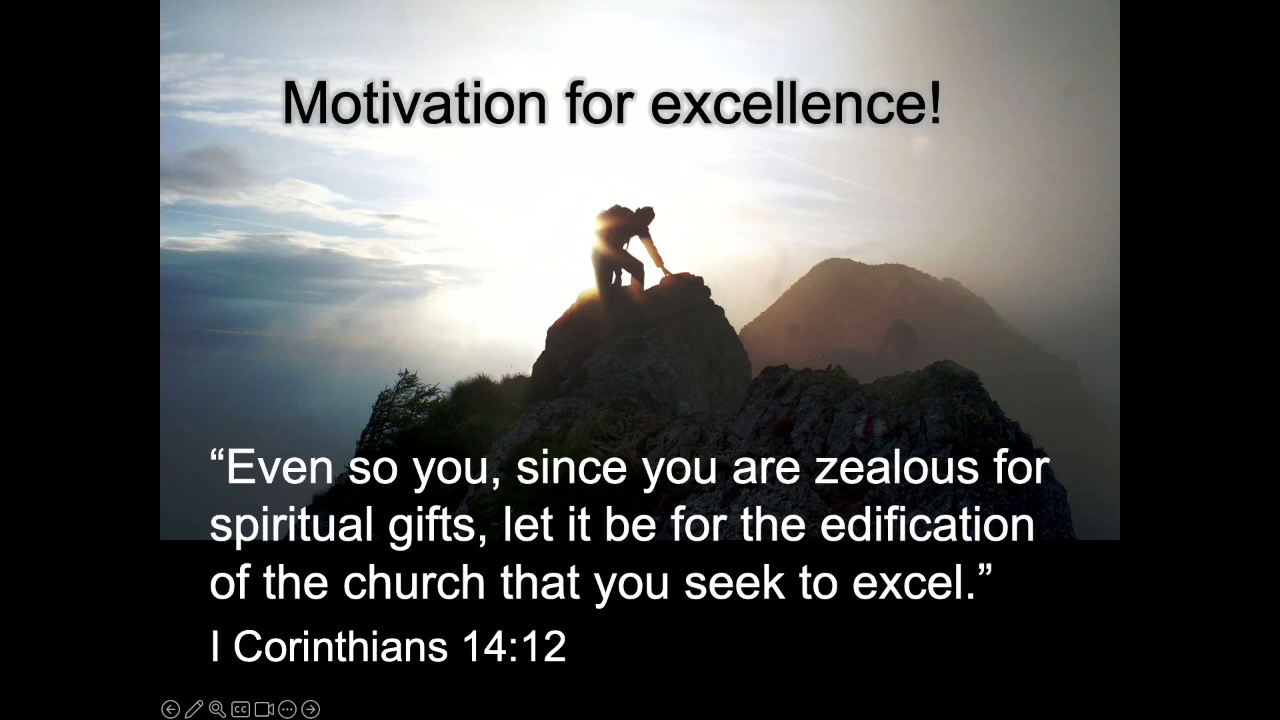 Motivation for excellence!
“Even so you, since you are zealous for
spiritual gifts, let it be for the edification
of the church that you seek to excel.”
I Corinthians 14:12
CC